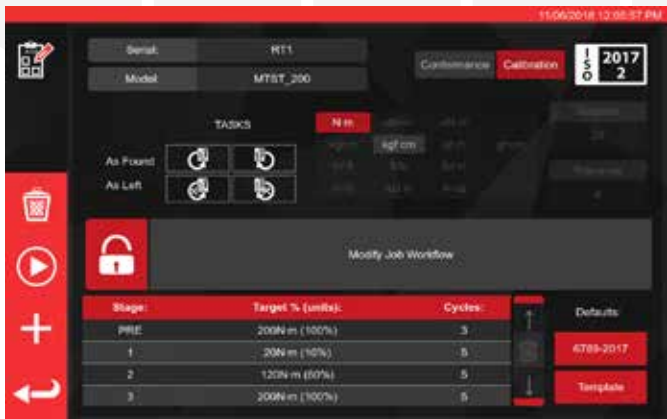 11/06/2018 12:05:57 PM
Serial: RT1
Model: MTST_200
Conformance Calibration
ISO 2017 2
TASKS
N·m
kgf·cm
As Found
As Left
Modify Job Workflow
Stage: Target % (units): Cycles:
PRE 200N·m (100%) 3
1 20N·m (10%) 5
2 120N·m (60%) 5
3 200N·m (100%) 5
Defaults:
6789-2017
Template